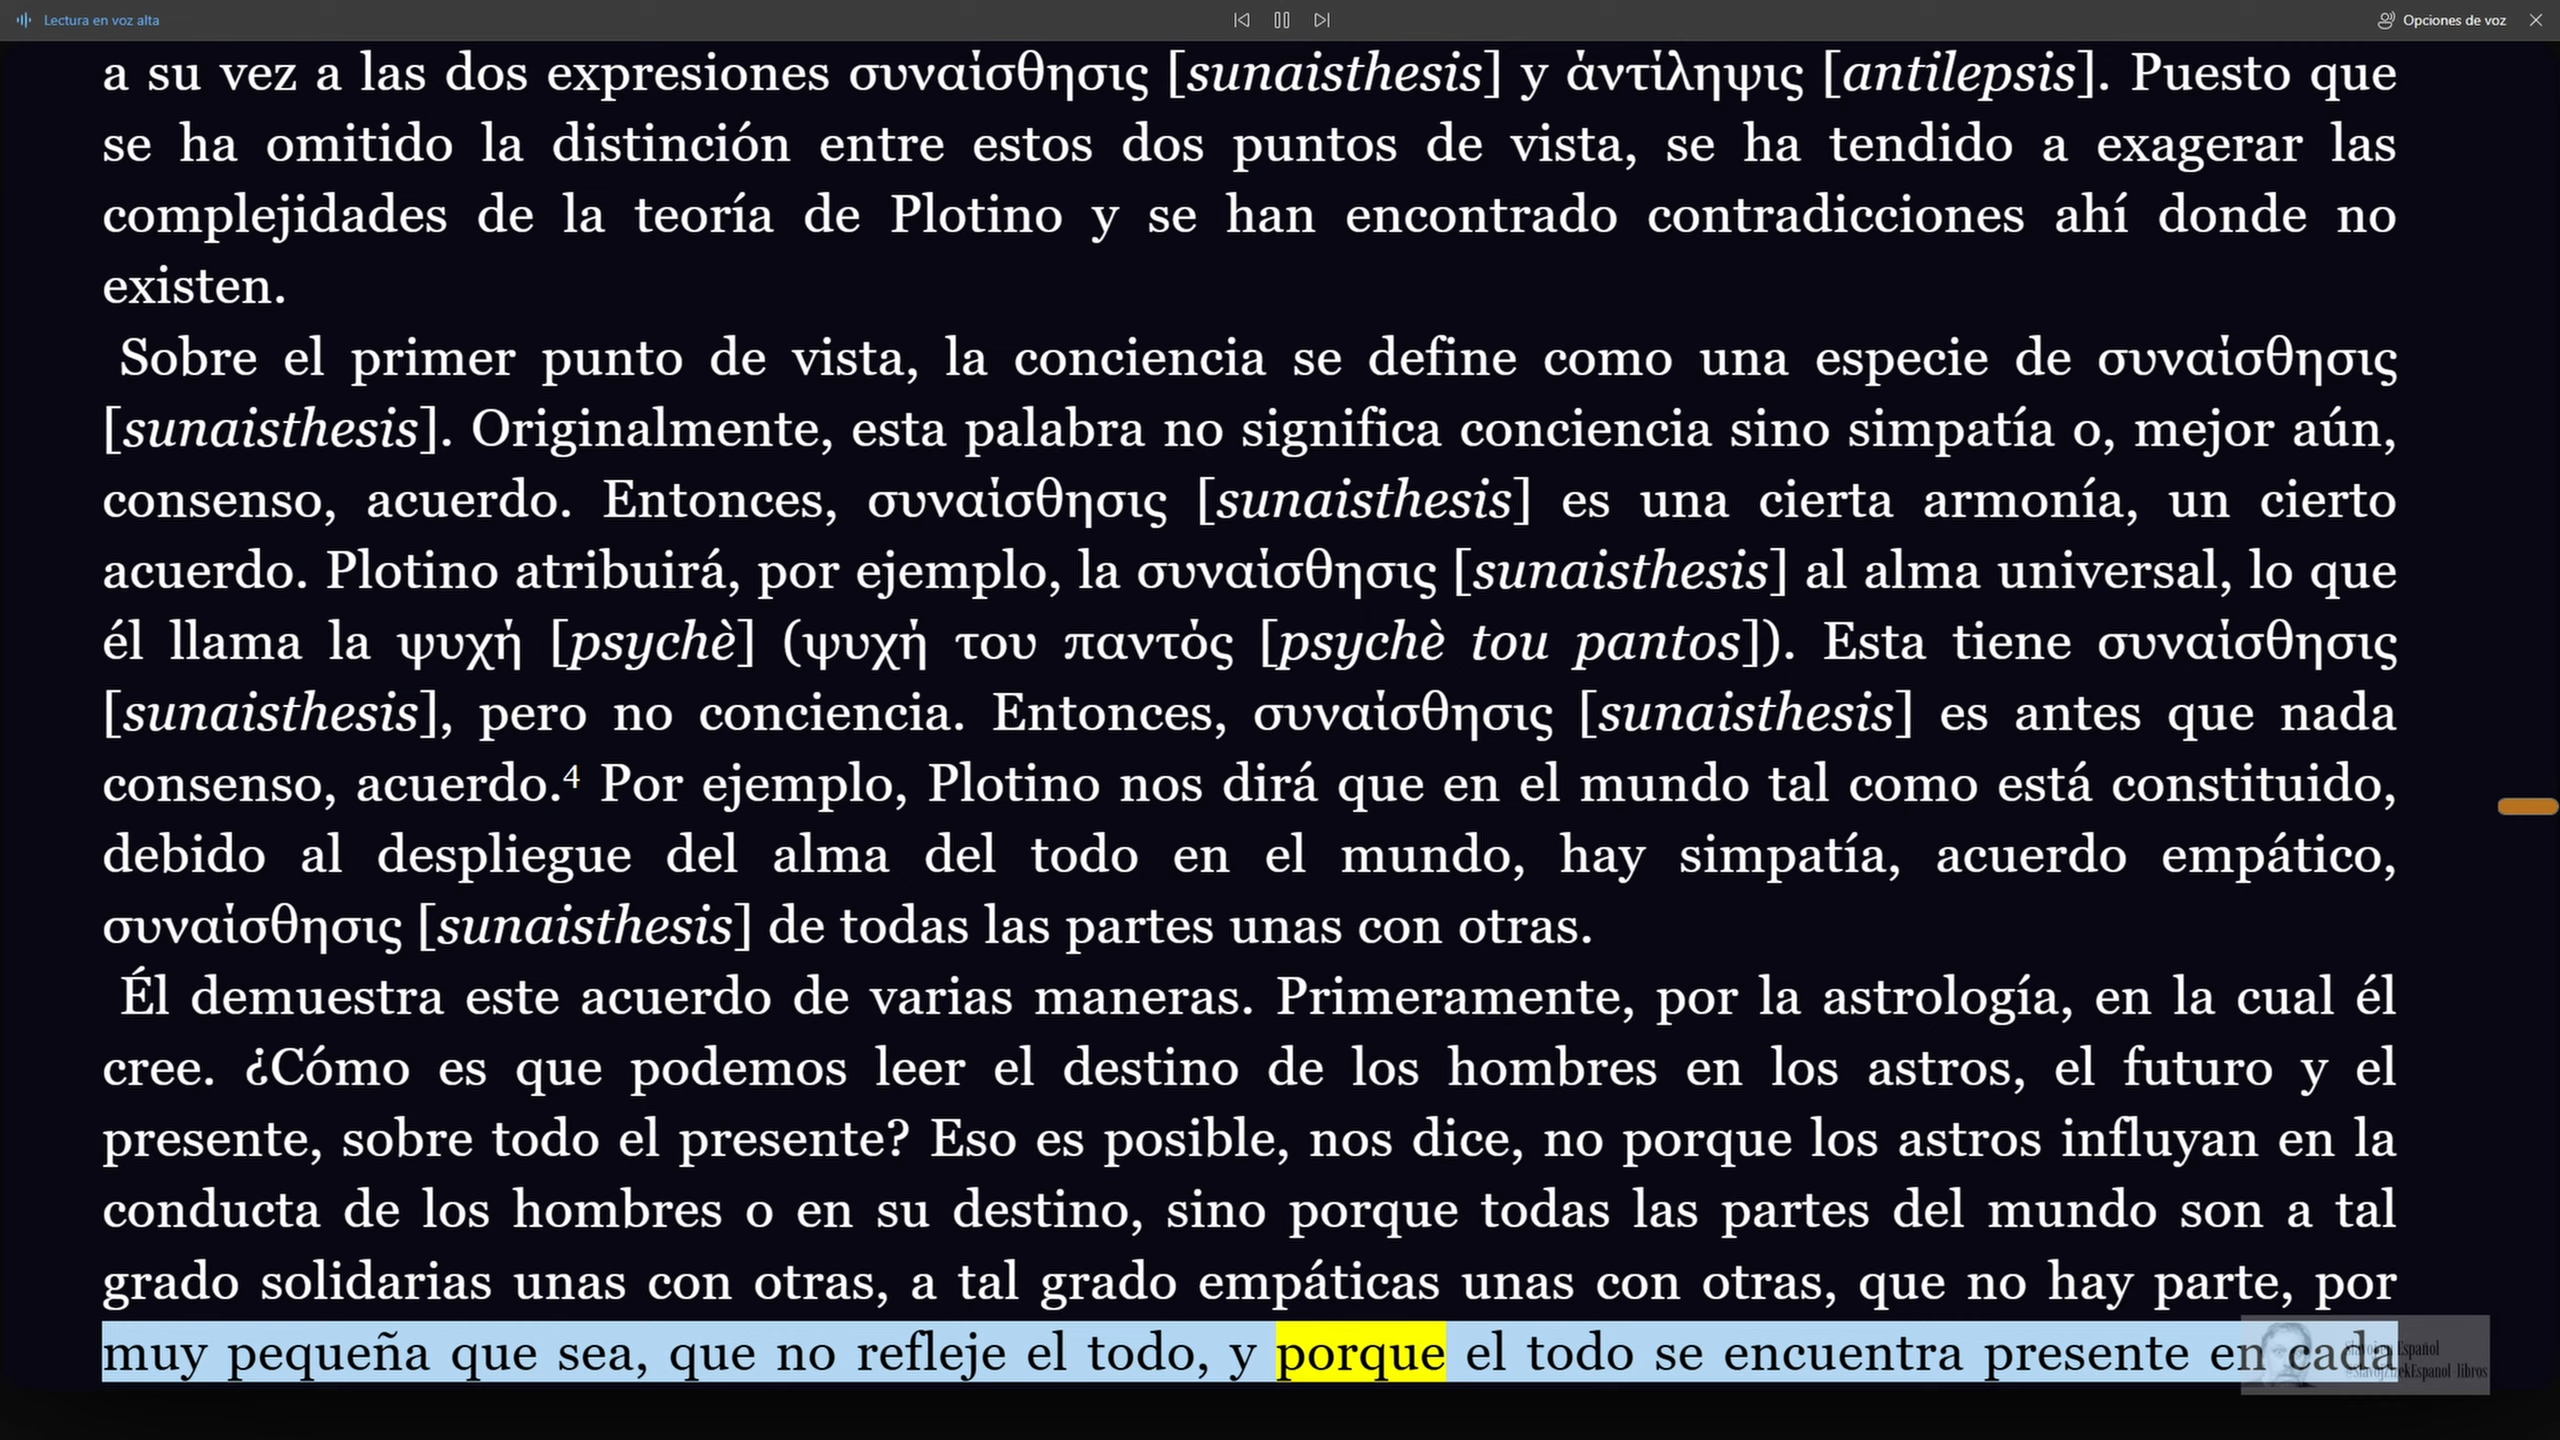 Lectura en voz alta
Opciones de voz
a su vez a las dos expresiones συναίσθησις [sunaisthesis] y ἀντίληψις [antilepsis]. Puesto que
se ha omitido la distinción entre estos dos puntos de vista, se ha tendido a exagerar las
complejidades de la teoría de Plotino y se han encontrado contradicciones ahí donde no
existen.
Sobre el primer punto de vista, la conciencia se define como una especie de συναίσθησις
[sunaisthesis]. Originalmente, esta palabra no significa conciencia sino simpatía o, mejor aún,
consenso, acuerdo. Entonces, συναίσθησις [sunaisthesis] es una cierta armonía, un cierto
acuerdo. Plotino atribuirá, por ejemplo, la συναίσθησις [sunaisthesis] al alma universal, lo que
él llama la ψυχή [psychè] (ψυχή του παντός [psychè tou pantos]). Esta tiene συναίσθησις
[sunaisthesis], pero no conciencia. Entonces, συναίσθησις [sunaisthesis] es antes que nada
consenso, acuerdo.⁴ Por ejemplo, Plotino nos dirá que en el mundo tal como está constituido,
debido al despliegue del alma del todo en el mundo, hay simpatía, acuerdo empático,
συναίσθησις [sunaisthesis] de todas las partes unas con otras.
Él demuestra este acuerdo de varias maneras. Primeramente, por la astrología, en la cual él
cree. ¿Cómo es que podemos leer el destino de los hombres en los astros, el futuro y el
presente, sobre todo el presente? Eso es posible, nos dice, no porque los astros influyan en la
conducta de los hombres o en su destino, sino porque todas las partes del mundo son a tal
grado solidarias unas con otras, a tal grado empáticas unas con otras, que no hay parte, por
muy pequeña que sea, que no refleje el todo, y porque el todo se encuentra presente en cada
Español
libros